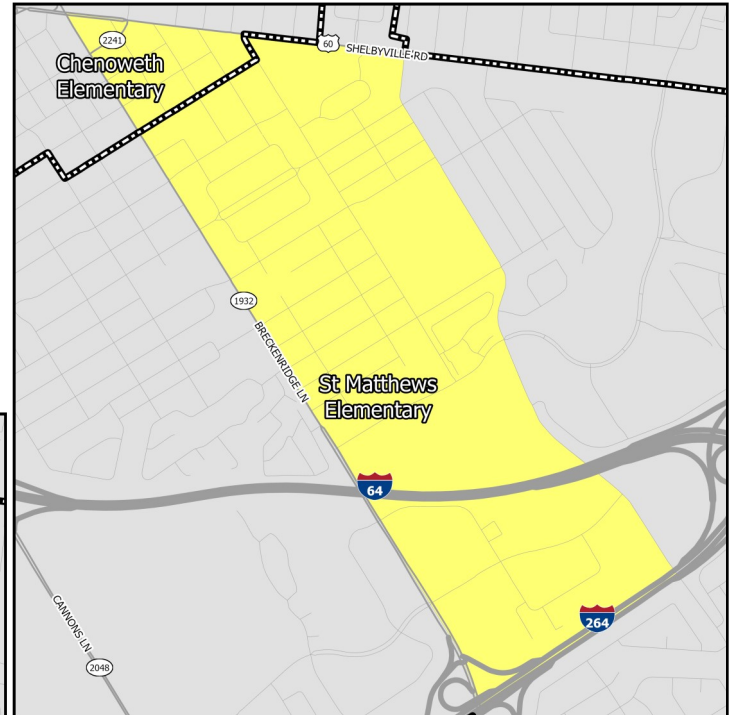 2241
60
SHELBYVILLE RD
Chenoweth
Elementary
1932
BRECKENRIDGE LN
St Matthews
Elementary
64
CANNONS LN
264
2048